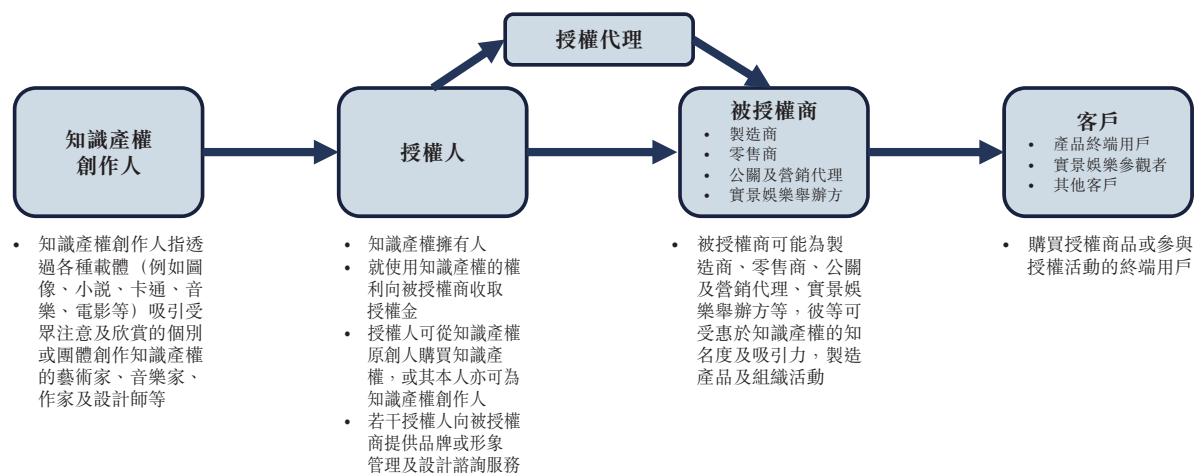 授權代理
知識產權
創作人
授權人
被授權商
• 製造商
• 零售商
• 公關及營銷代理
• 實景娛樂舉辦方
客戶
• 產品終端用戶
• 實景娛樂參觀者
• 其他客戶
• 知識產權創作人指透
過各種載體（例如圖
像、小說、卡通、音
樂、電影等）吸引受
眾注意及欣賞的個別
或團體創作知識產權
的藝術家、音樂家、
作家及設計師等
• 知識產權擁有人
• 就使用知識產權的權
利向被授權商收取
授權金
• 授權人可從知識產權
原創人購買知識產
權，或其本人亦可為
知識產權創作人
• 若干授權人向被授權
商提供品牌或形象
管理及設計諮詢服務
• 被授權商可能為製
造商、零售商、公關
及營銷代理、實景娛
樂舉辦方等，彼等可
受惠於知識產權的知
名度及吸引力，製造
產品及組織活動
• 購買授權商品或參與
授權活動的終端用戶